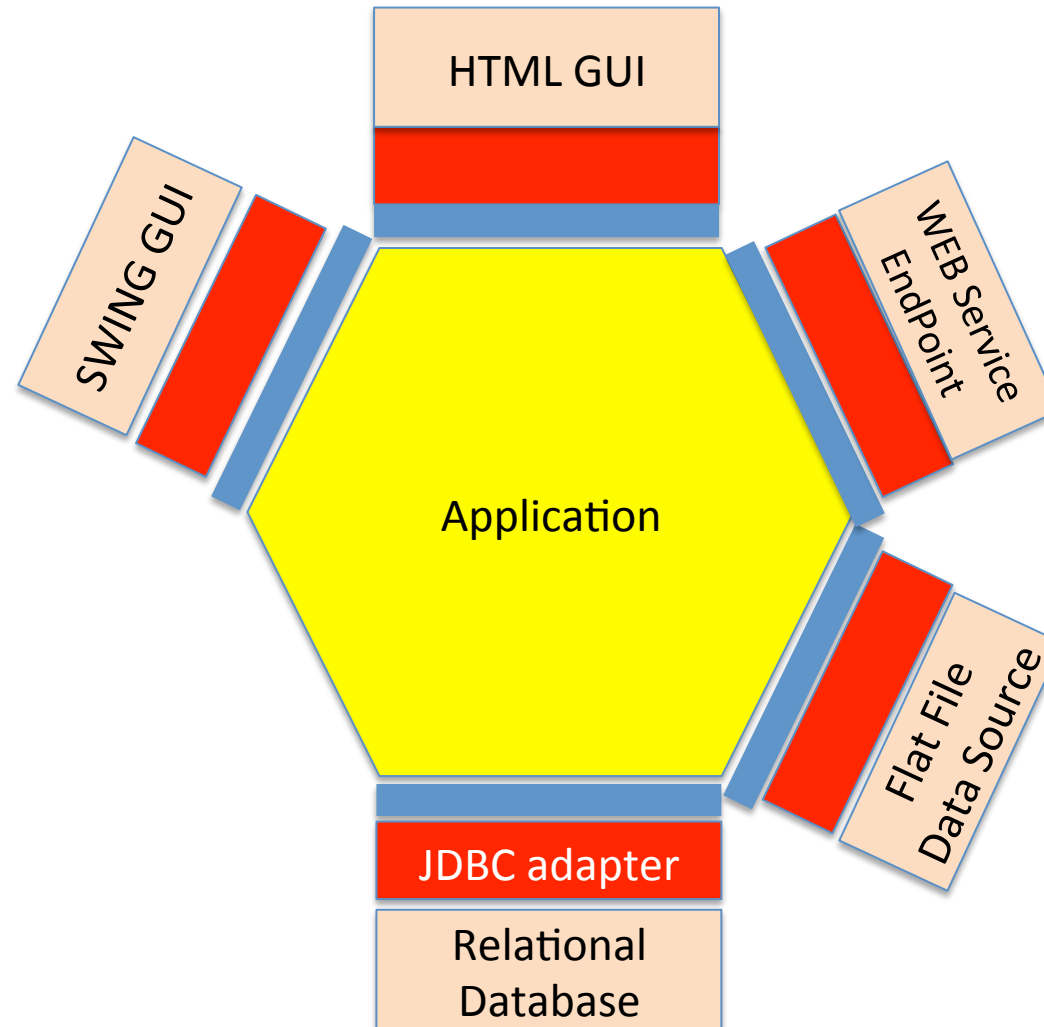 HTML GUI
SWING GUI
WEB Service
EndPoint
Application
Flat File
Data Source
JDBC adapter
Relational
Database